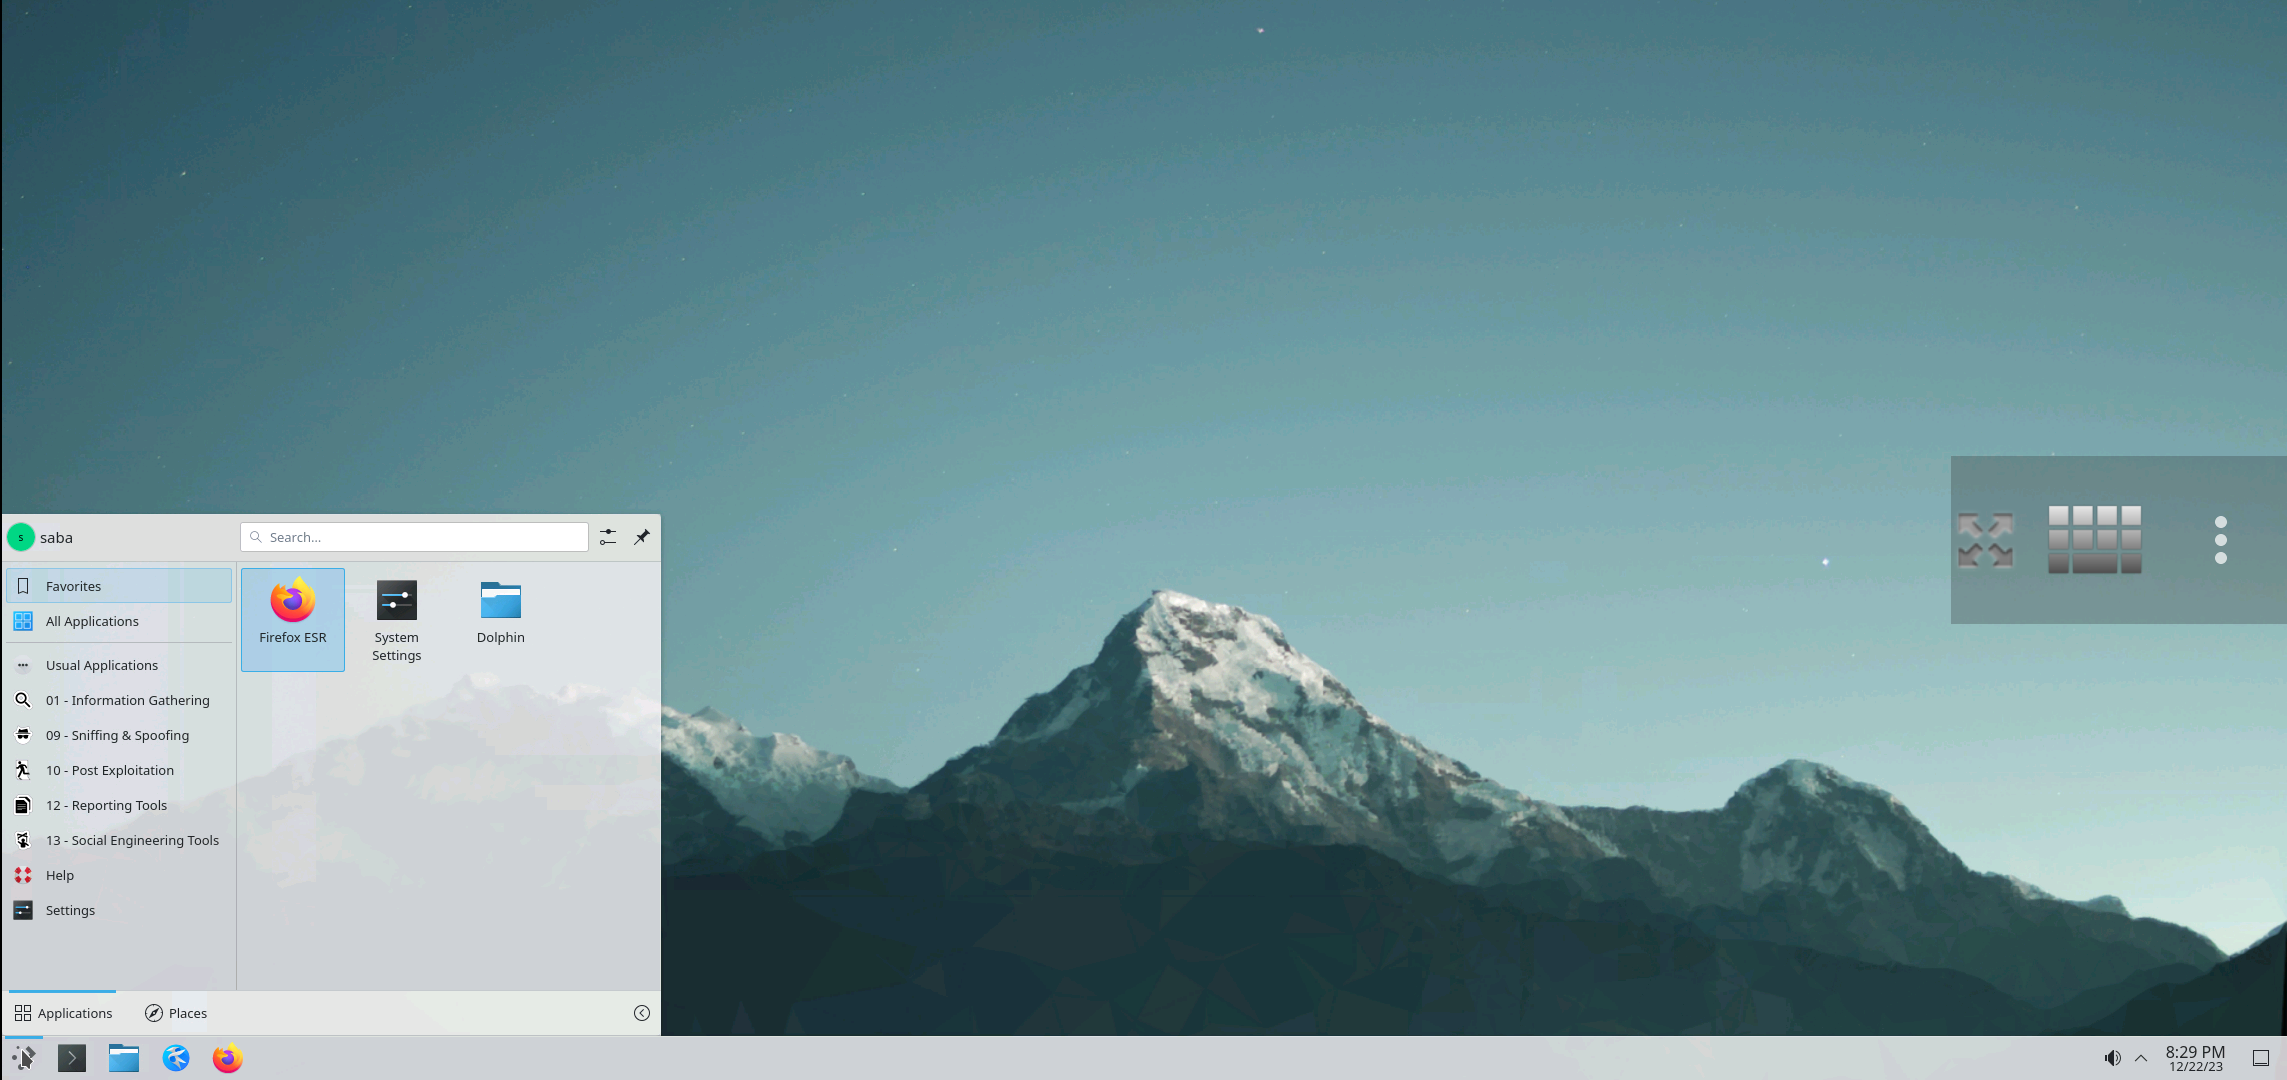 s
saba
Search...
Favorites
All Applications
Usual Applications
01 - Information Gathering
09 - Sniffing & Spoofing
10 - Post Exploitation
12 - Reporting Tools
13 - Social Engineering Tools
Help
Settings
Firefox ESR
System
Settings
Dolphin
Applications
Places
8:29 PM
12/22/23